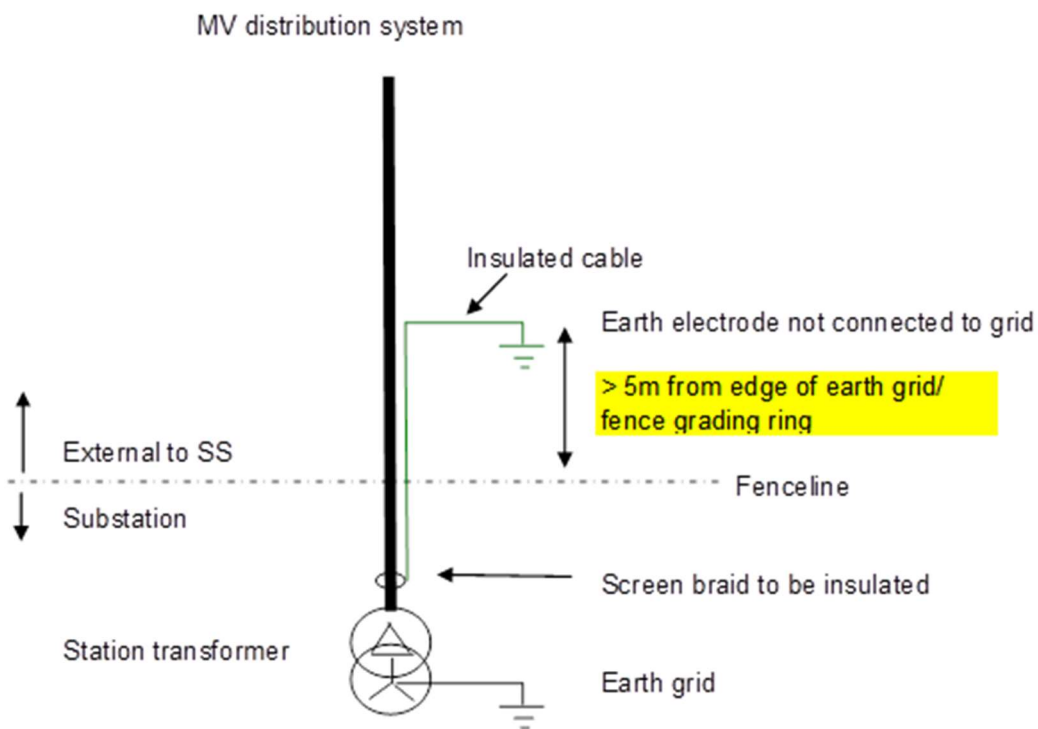 MV distribution system
Insulated cable
Earth electrode not connected to grid
> 5m from edge of earth grid/
fence grading ring
External to SS
Fenceline
Substation
Screen braid to be insulated
Station transformer
Earth grid